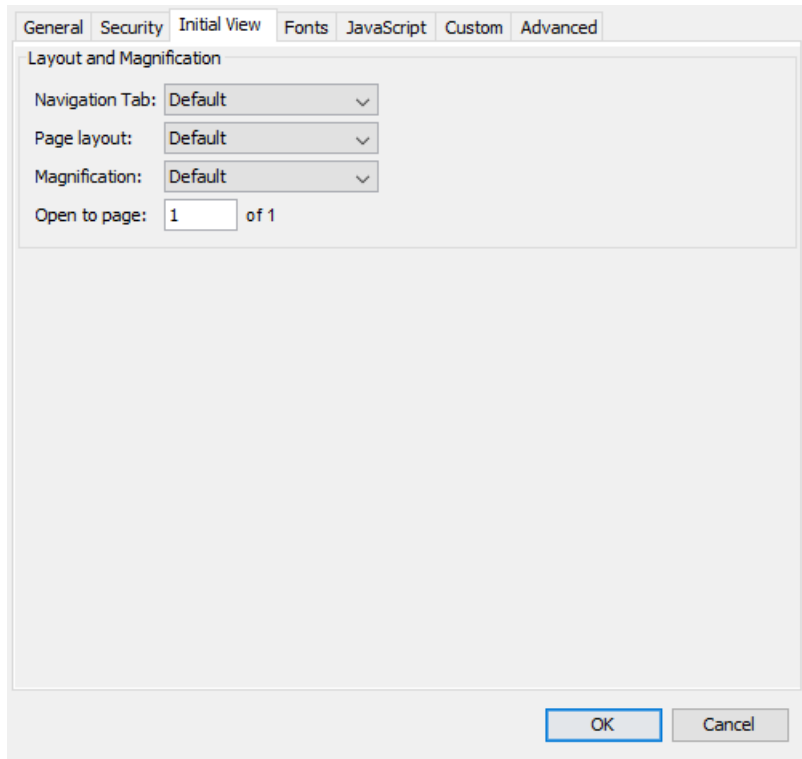 General Security Initial View Fonts JavaScript Custom Advanced
Layout and Magnification
Navigation Tab: Default
Page layout: Default
Magnification: Default
Open to page: 1 of 1
OK Cancel